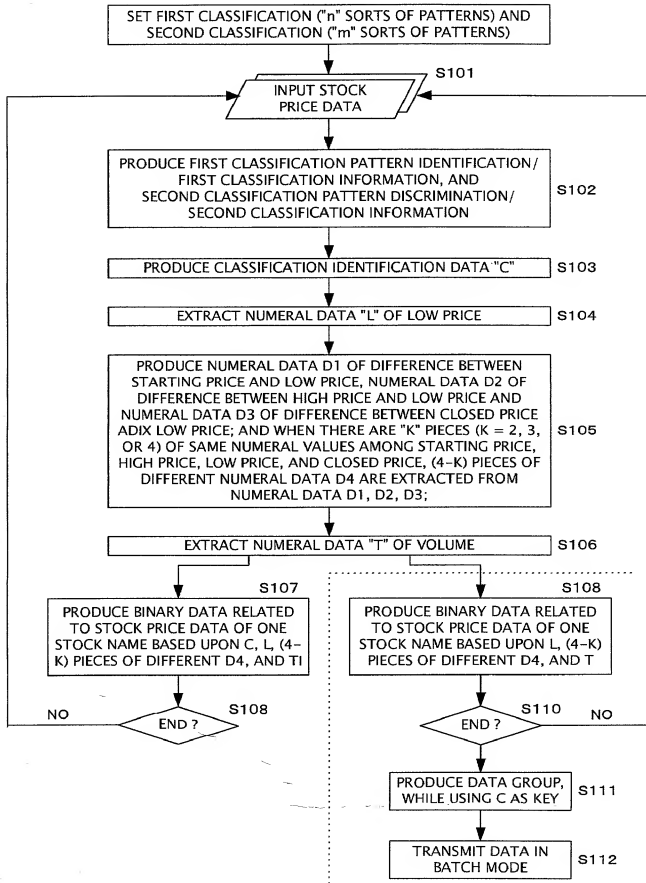 SET FIRST CLASSIFICATION ("n" SORTS OF PATTERNS) AND
SECOND CLASSIFICATION ("m" SORTS OF PATTERNS)
S101
INPUT STOCK
PRICE DATA
PRODUCE FIRST CLASSIFICATION PATTERN IDENTIFICATION/
FIRST CLASSIFICATION INFORMATION, AND
SECOND CLASSIFICATION PATTERN DISCRIMINATION/
SECOND CLASSIFICATION INFORMATION
S102
PRODUCE CLASSIFICATION IDENTIFICATION DATA "C"
S103
EXTRACT NUMERAL DATA "L" OF LOW PRICE
S104
PRODUCE NUMERAL DATA D1 OF DIFFERENCE BETWEEN
STARTING PRICE AND LOW PRICE, NUMERAL DATA D2 OF
DIFFERENCE BETWEEN HIGH PRICE AND LOW PRICE AND
NUMERAL DATA D3 OF DIFFERENCE BETWEEN CLOSED PRICE
ADIX LOW PRICE; AND WHEN THERE ARE "K" PIECES (K = 2, 3,
OR 4) OF SAME NUMERAL VALUES AMONG STARTING PRICE,
HIGH PRICE, LOW PRICE, AND CLOSED PRICE, (4-K) PIECES OF
DIFFERENT NUMERAL DATA D4 ARE EXTRACTED FROM
NUMERAL DATA D1, D2, D3;
S105
EXTRACT NUMERAL DATA "T" OF VOLUME
S106
S107
PRODUCE BINARY DATA RELATED
TO STOCK PRICE DATA OF ONE
STOCK NAME BASED UPON C, L, (4-
K) PIECES OF DIFFERENT D4, AND TI
S108
NO
END ?
S108
PRODUCE BINARY DATA RELATED
TO STOCK PRICE DATA OF ONE
STOCK NAME BASED UPON L, (4-K)
PIECES OF DIFFERENT D4, AND T
S110
END ?
NO
PRODUCE DATA GROUP,
WHILE USING C AS KEY
S111
TRANSMIT DATA IN
BATCH MODE
S112